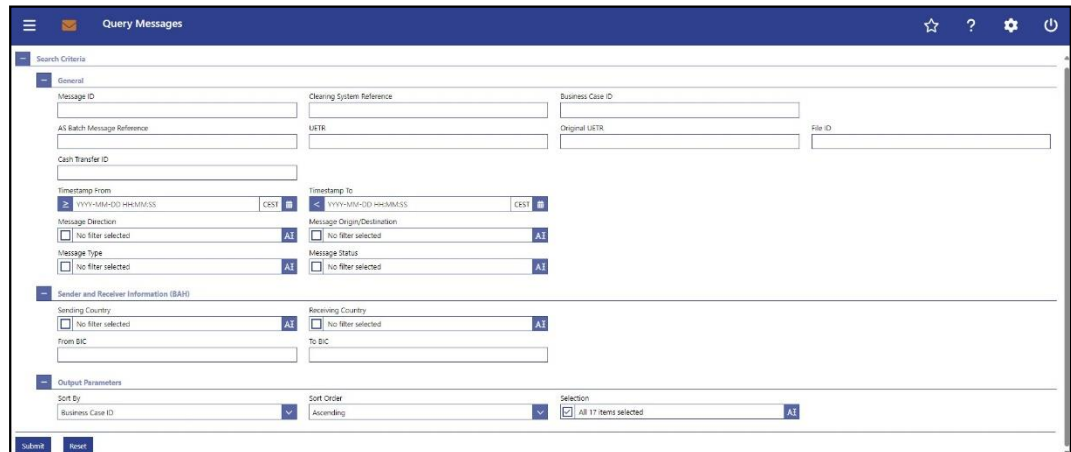 Query Messages
?
− Search Criteria
− General
Message ID Clearing System Reference Business Case ID
AS Batch Message Reference UETR Original UETR File ID
Cash Transfer ID
Timestamp From Timestamp To
≥ YYYY-MM-DD HH:MM:SS CEST < YYYY-MM-DD HH:MM:SS CEST
Message Direction Message Origin/Destination
No filter selected No filter selected
Message Type Message Status
No filter selected No filter selected
− Sender and Receiver Information (BAH)
Sending Country Receiving Country
No filter selected No filter selected
From BIC To BIC
− Output Parameters
Sort By Sort Order Selection
Business Case ID Ascending All 17 items selected
Submit Reset